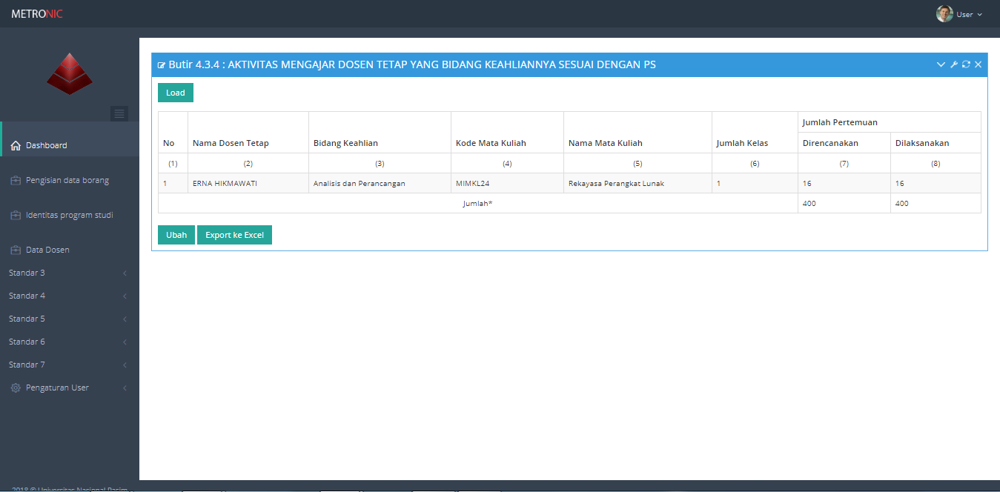 METRONIC
User
Dashboard
Pengisian data borang
Identitas program studi
Data Dosen
Standar 3
Standar 4
Standar 5
Standar 6
Standar 7
Pengaturan User
2018 © Universitas Nasional Pasim
Butir 4.3.4 : AKTIVITAS MENGAJAR DOSEN TETAP YANG BIDANG KEAHLIANNYA SESUAI DENGAN PS
Load
Jumlah Pertemuan
No Nama Dosen Tetap Bidang Keahlian Kode Mata Kuliah Nama Mata Kuliah Jumlah Kelas Direncanakan Dilaksanakan
(1) (2) (3) (4) (5) (6) (7) (8)
1 ERNA HIKMAWATI Analisis dan Perancangan MIMKL24 Rekayasa Perangkat Lunak 1 16 16
Jumlah* 400 400
Ubah Export ke Excel